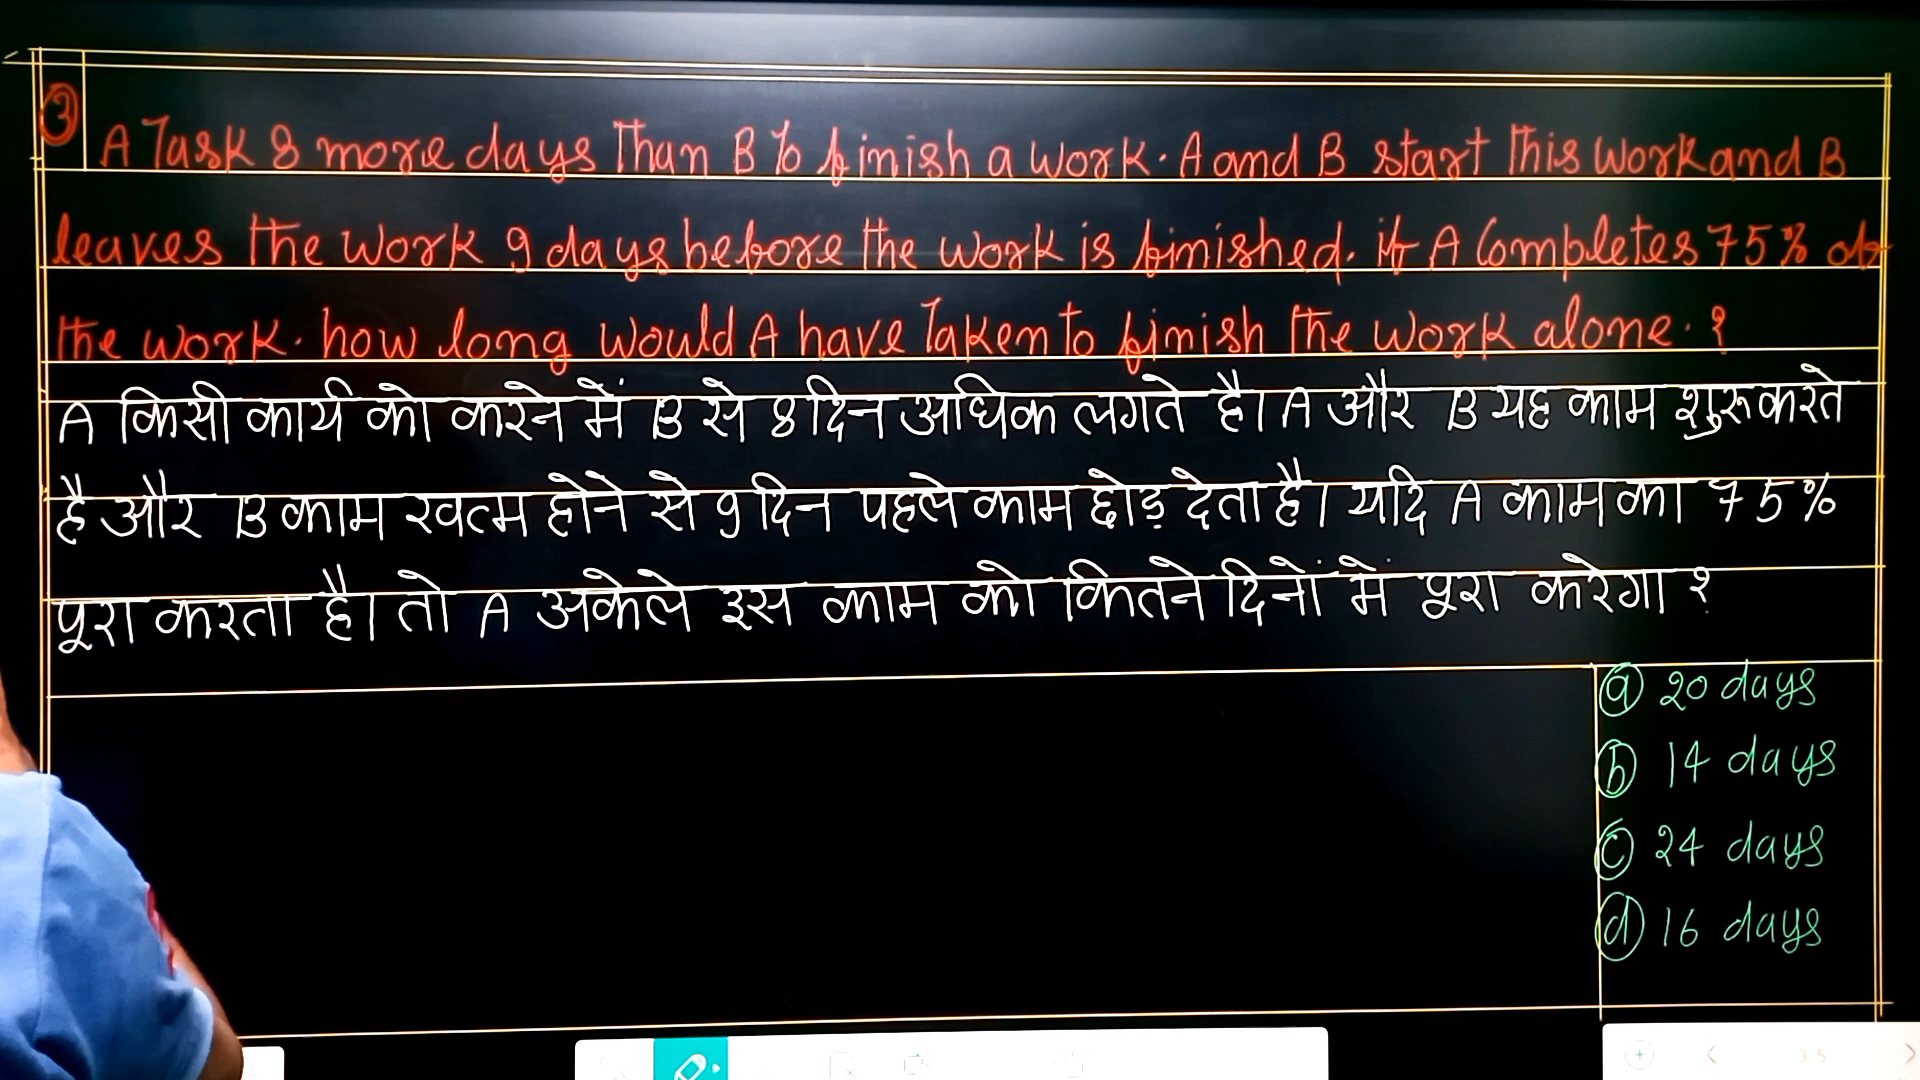 3
A Task 8 more days Than B To finish a work. A and B start This Work and B
leaves the work 9 days before the work is finished. if A Completes 75% of
the work. how long would A have Taken to finish the work alone. ?
A किसी कार्य को करने में B से 8 दिन अधिक लगते है। A और B यह काम शुरू करते
है और B काम खत्म होने से 9 दिन पहले काम छोड़ देता है। यदि A काम का 75%
पूरा करता है। तो A अकेले इस काम को कितने दिनों में पूरा करेगा ?
(a) 20 days
(b) 14 days
(c) 24 days
(d) 16 days